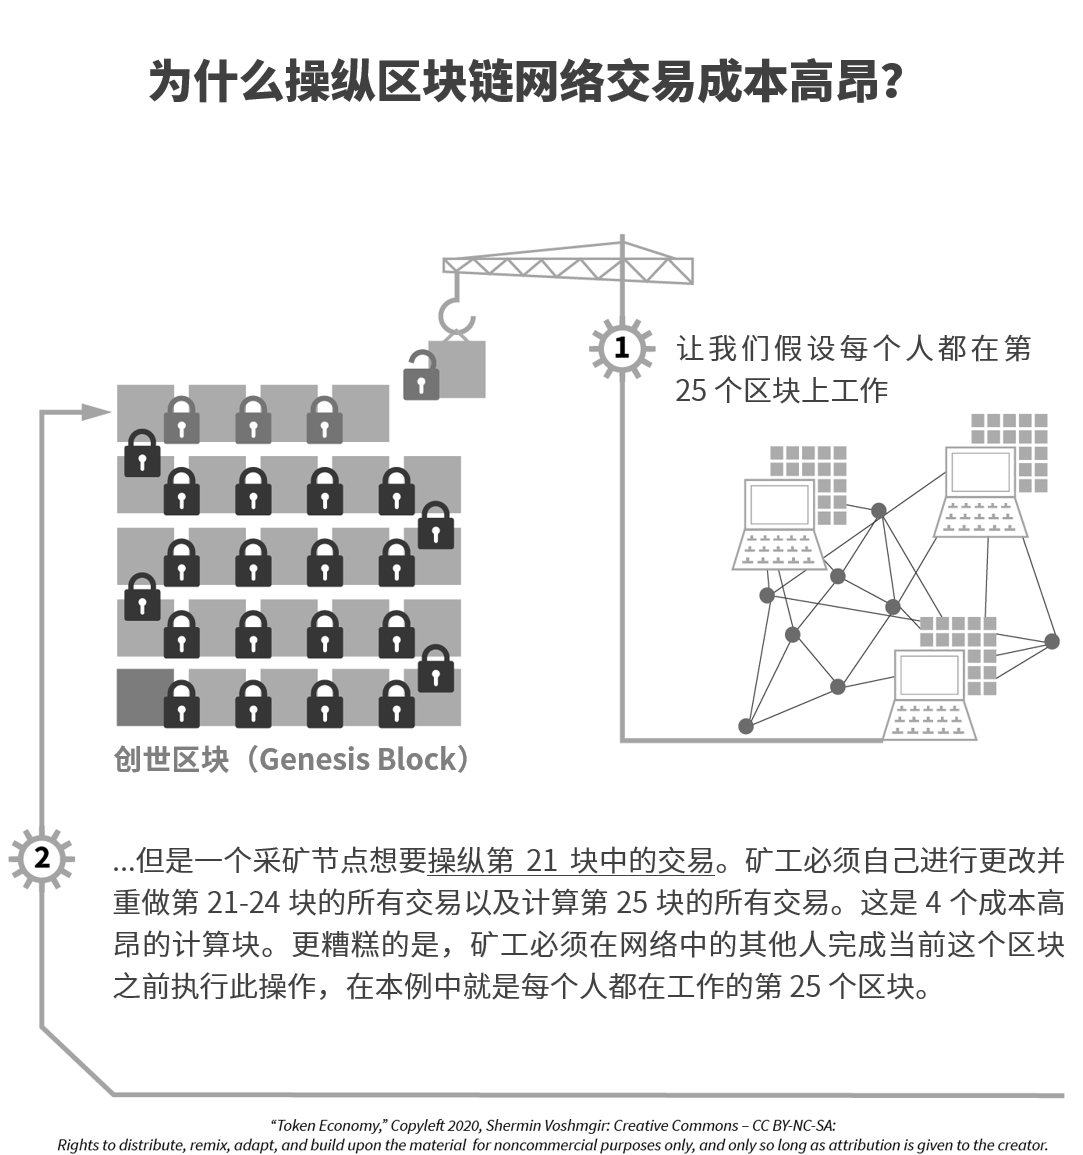 为什么操纵区块链网络交易成本高昂？
1
让我们假设每个人都在第
25 个区块上工作
创世区块（Genesis Block）
2
...但是一个采矿节点想要操纵第 21 块中的交易。矿工必须自己进行更改并
重做第 21-24 块的所有交易以及计算第 25 块的所有交易。这是 4 个成本高
昂的计算块。更糟糕的是，矿工必须在网络中的其他人完成当前这个区块
之前执行此操作，在本例中就是每个人都在工作的第 25 个区块。
“Token Economy,” Copyleft 2020, Shermin Voshmgir: Creative Commons – CC BY-NC-SA:
Rights to distribute, remix, adapt, and build upon the material for noncommercial purposes only, and only so long as attribution is given to the creator.